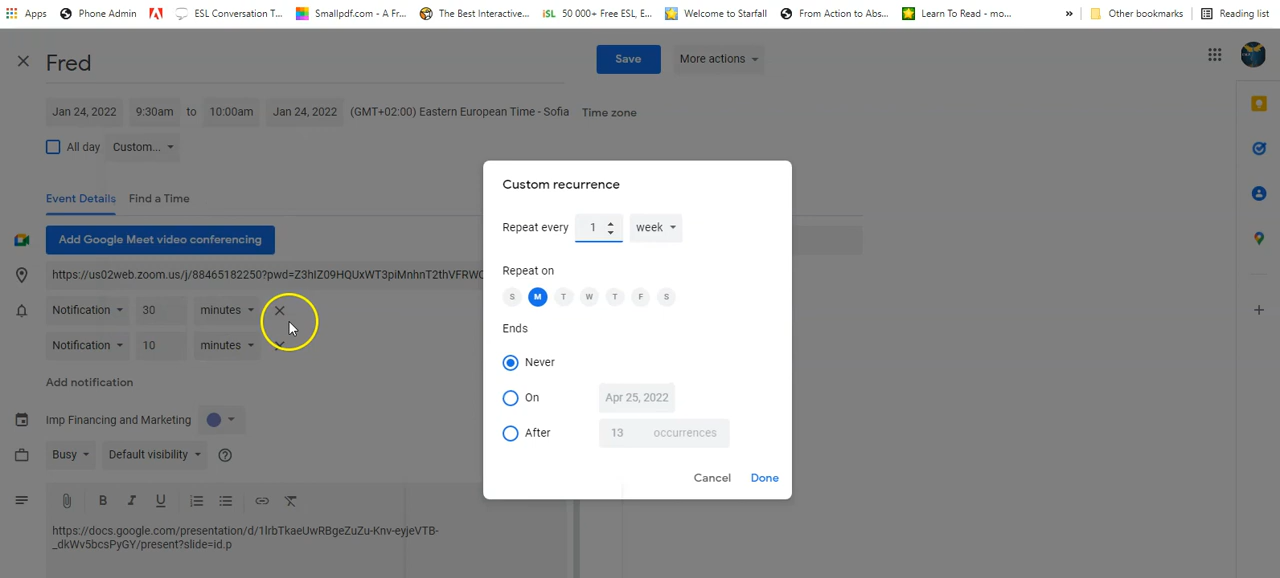 Apps Phone Admin ESL Conversation T... Smallpdf.com - A Fr... The Best Interactive... iSL 50 000+ Free ESL, E... Welcome to Starfall From Action to Abs... Learn To Read - mo... » Other bookmarks Reading list
Fred Save More actions
Jan 24, 2022 9:30am to 10:00am Jan 24, 2022 (GMT+02:00) Eastern European Time - Sofia Time zone
All day Custom...
Event Details Find a Time
Add Google Meet video conferencing
https://us02web.zoom.us/j/88465182250?pwd=Z3hIZ09HQUxWT3piMnhnT2thVFRWC
Notification 30 minutes
Notification 10 minutes
Add notification
Imp Financing and Marketing
Busy Default visibility
B I U
https://docs.google.com/presentation/d/1lrbTkaeUwRBgeZuZu-Knv-eyjeVTB-
_dkWv5bcsPyGY/present?slide=id.p
Custom recurrence
Repeat every 1 week
Repeat on
S M T W T F S
Ends
Never
On Apr 25, 2022
After 13 occurrences
Cancel Done